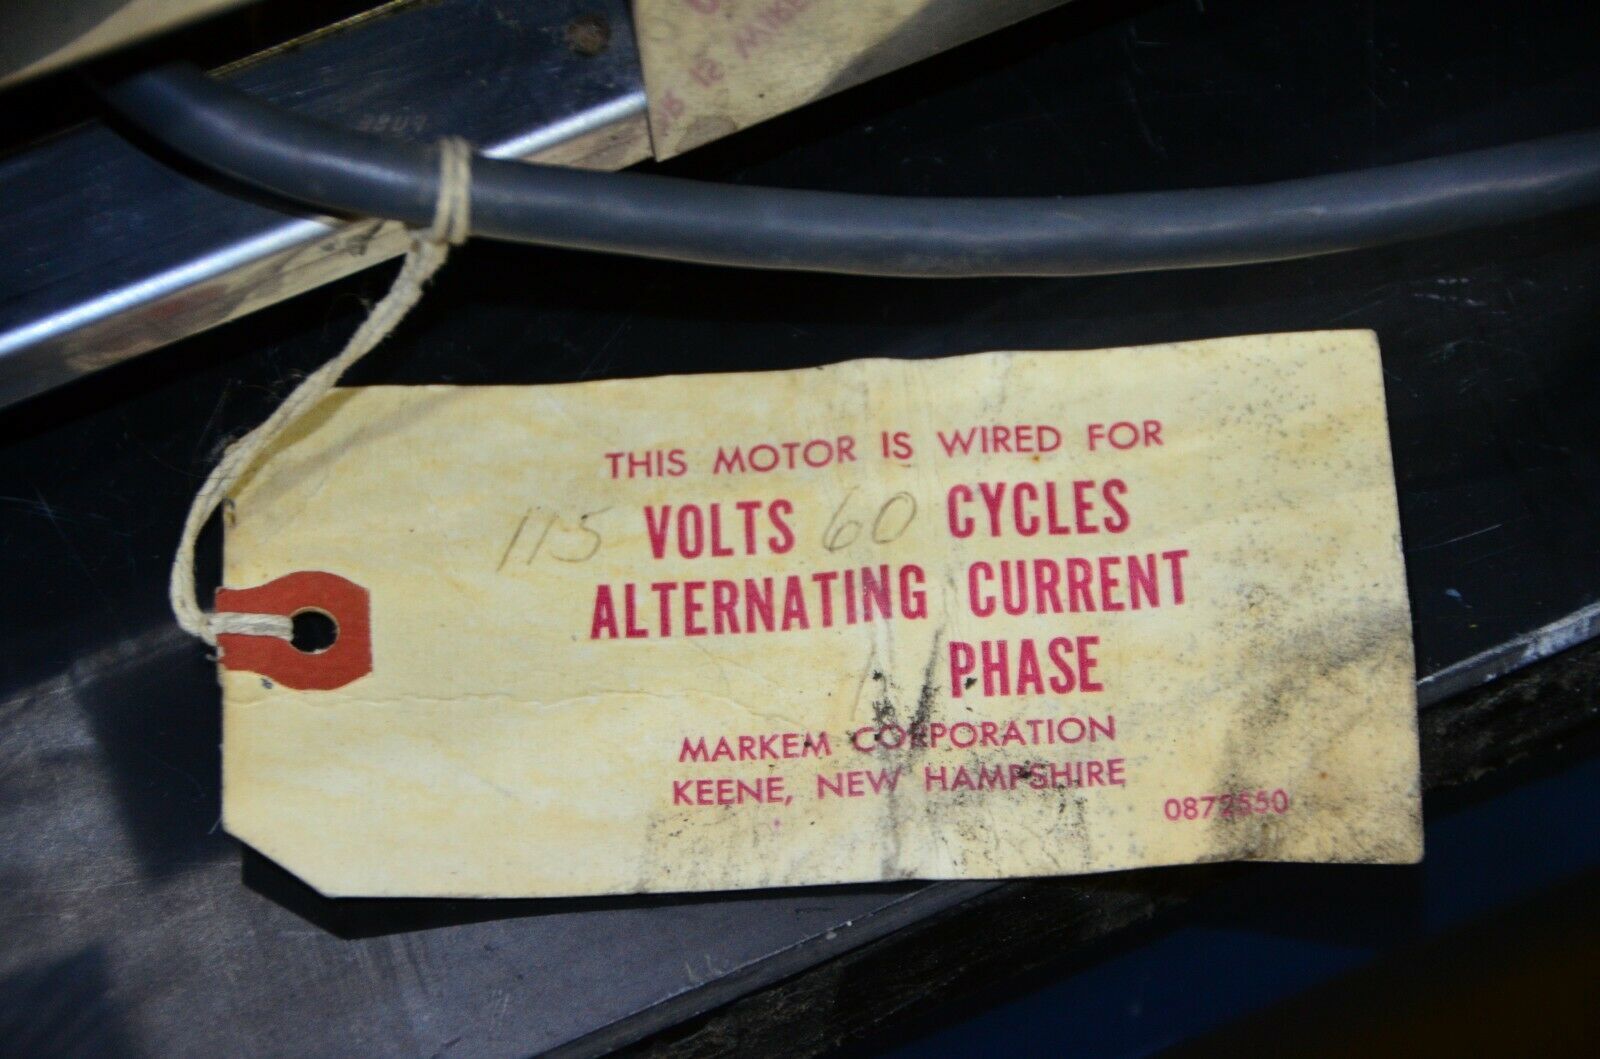 THIS MOTOR IS WIRED FOR
115 VOLTS 60 CYCLES
ALTERNATING CURRENT
1 PHASE
MARKEM CORPORATION
KEENE, NEW HAMPSHIRE
0872550